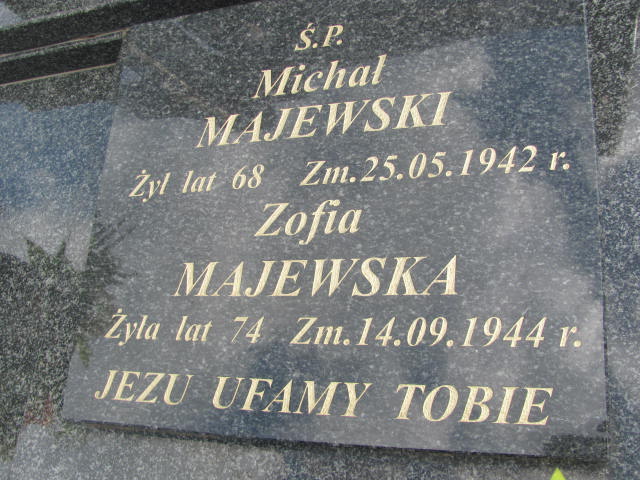 Ś.P.
Michał
MAJEWSKI
Żył lat 68 Zm.25.05.1942 r.
Zofia
MAJEWSKA
Żyła lat 74 Zm.14.09.1944 r.
JEZU UFAMY TOBIE